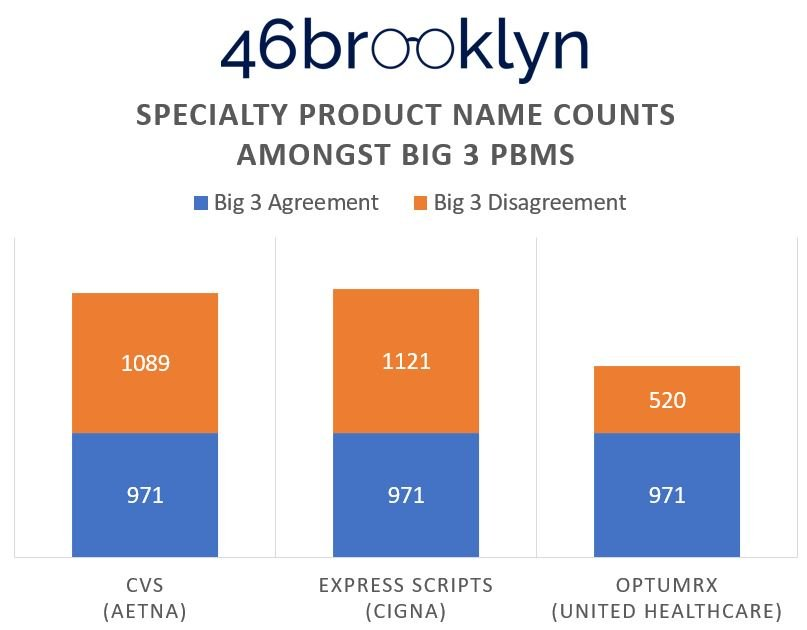 46brooklyn
SPECIALTY PRODUCT NAME COUNTS
AMONGST BIG 3 PBMS
Big 3 Agreement Big 3 Disagreement
1089 1121 520
971 971 971
CVS EXPRESS SCRIPTS OPTUMRX
(AETNA) (CIGNA) (UNITED HEALTHCARE)